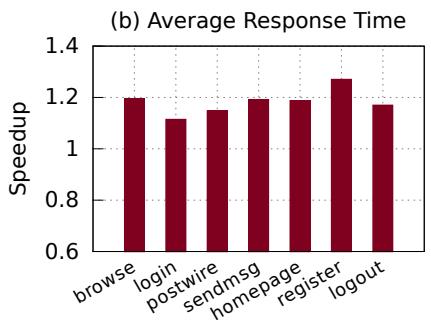 (b) Average Response Time
Speedup
1.4
1.2
1
0.8
0.6
browse
login
postwire
sendmsg
homepage
register
logout